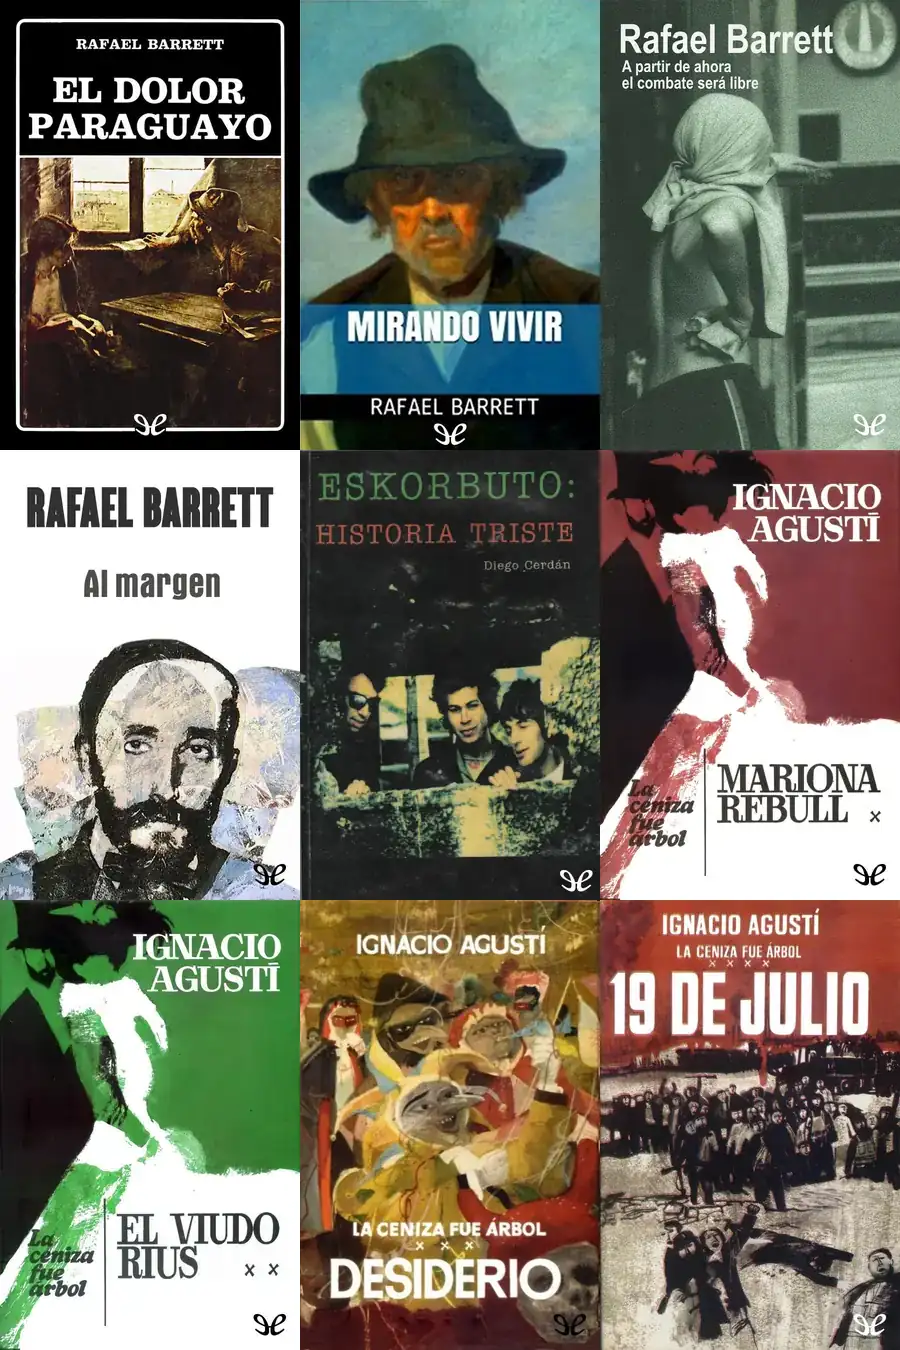 RAFAEL BARRETT
EL DOLOR
PARAGUAYO
MIRANDO VIVIR
RAFAEL BARRETT
Rafael Barrett
A partir de ahora
el combate será libre
RAFAEL BARRETT
Al margen
ESKORBUTO:
HISTORIA TRISTE
Diego Cerdán
IGNACIO
AGUSTÍ
La
ceniza
fue
árbol
MARIONA
REBULL ×
IGNACIO
AGUSTÍ
La
ceniza
fue
árbol
EL VIUDO
RIUS × ×
IGNACIO AGUSTÍ
LA CENIZA FUE ÁRBOL
× × ×
DESIDERIO
IGNACIO AGUSTÍ
LA CENIZA FUE ÁRBOL
× × × ×
19 DE JULIO